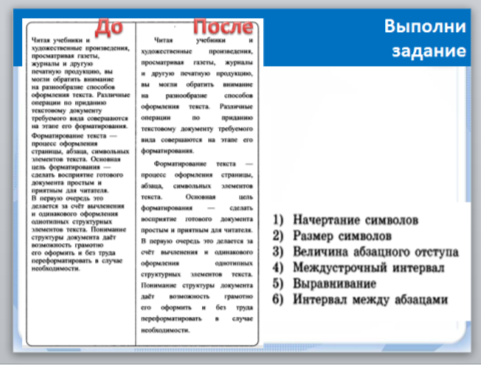 До
После
Выполни
задание
Читая учебники и
художественные произведения,
просматривая газеты,
журналы и другую
печатную продукцию, вы
могли обратить внимание
на разнообразие способов
оформления текста. Различные
операции по приданию
текстовому документу
требуемого вида совершаются
на этапе его форматирования.
Форматирование текста —
процесс оформления
страницы, абзаца, символьных
элементов текста. Основная
цель форматирования —
сделать восприятие готового
документа простым и
приятным для читателя.
В первую очередь это
делается за счёт вычленения
и одинакового оформления
однотипных структурных
элементов текста. Понимание
структуры документа даёт
возможность грамотно
его оформить и без труда
переформатировать в случае
необходимости.
Читая учебники и
художественные произведения,
просматривая газеты, журналы
и другую печатную продукцию,
вы могли обратить внимание
на разнообразие способов
оформления текста. Различные
операции по приданию
текстовому документу требуемого
вида совершаются на этапе его
форматирования.
Форматирование текста —
процесс оформления страницы,
абзаца, символьных элементов
текста. Основная цель
форматирования — сделать
восприятие готового документа
простым и приятным для читателя.
В первую очередь это делается за
счёт вычленения и одинакового
оформления однотипных
структурных элементов текста.
Понимание структуры документа
даёт возможность грамотно
его оформить и без труда
переформатировать в случае
необходимости.
1) Начертание символов
2) Размер символов
3) Величина абзацного отступа
4) Междустрочный интервал
5) Выравнивание
6) Интервал между абзацами